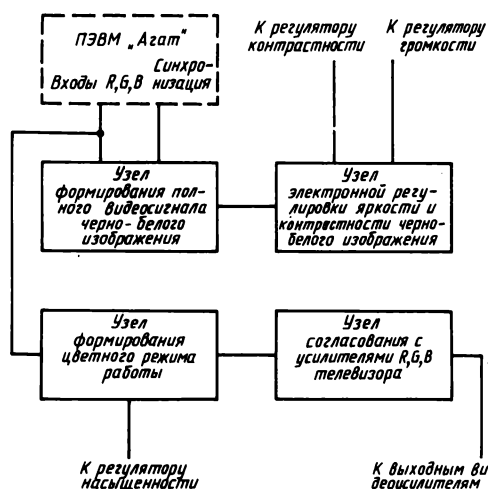 ПЭВМ „Агат"
Синхро-
Входы R,G,B низация
К регулятору
контрастности
К регулятору
громкости
Узел
формирования пол-
ного видеосигнала
черно-белого
изображения
Узел
электронной регу-
лировки яркости и
контрастности черно-
белого изображения
Узел
формирования
цветного режима
работы
Узел
согласования с
усилителями R,G,B
телевизора
К регулятору
насыщенности
К выходным ви
деоусилителям